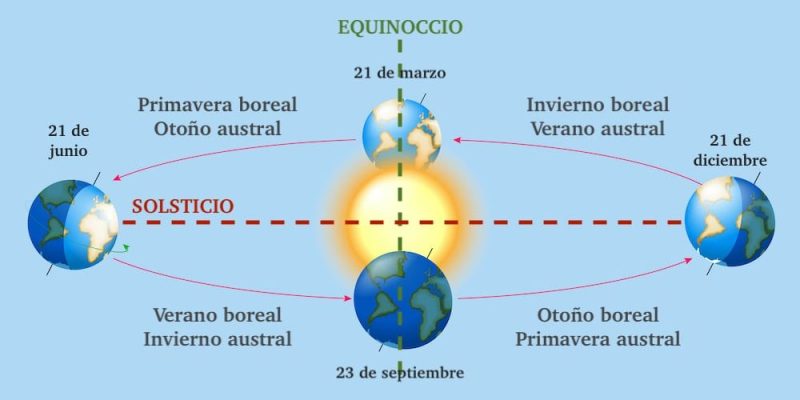 EQUINOCCIO
21 de marzo
Primavera boreal
Otoño austral
Invierno boreal
Verano austral
21 de
junio
21 de
diciembre
SOLSTICIO
Verano boreal
Invierno austral
Otoño boreal
Primavera austral
23 de septiembre